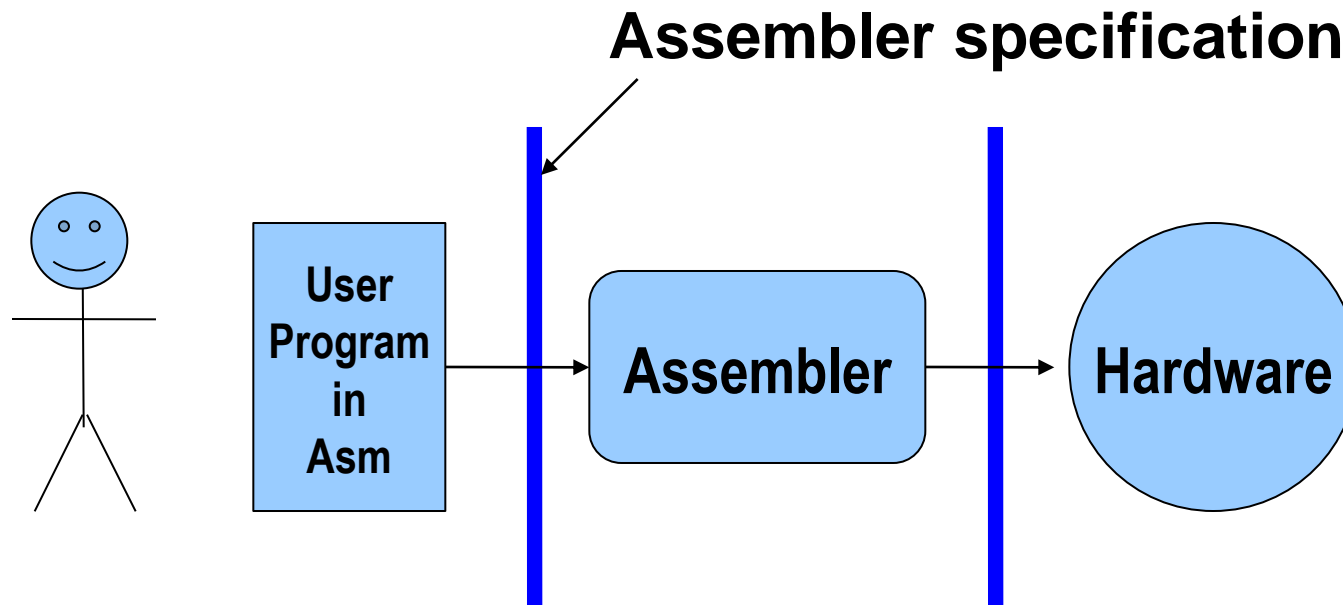 Assembler specification
User
Program
in
Asm
Assembler
Hardware